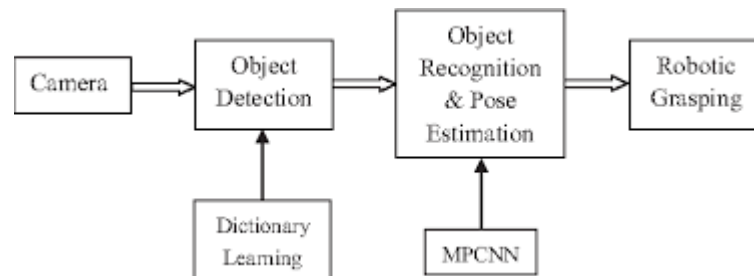 Camera
Object
Detection
Object
Recognition
& Pose
Estimation
Robotic
Grasping
Dictionary
Learning
MPCNN